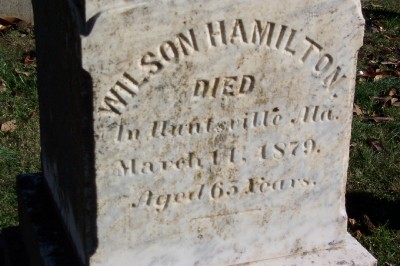 WILSON HAMILTON,
DIED
In Huntsville Ala.
March 11, 1879.
Aged 65 Years.